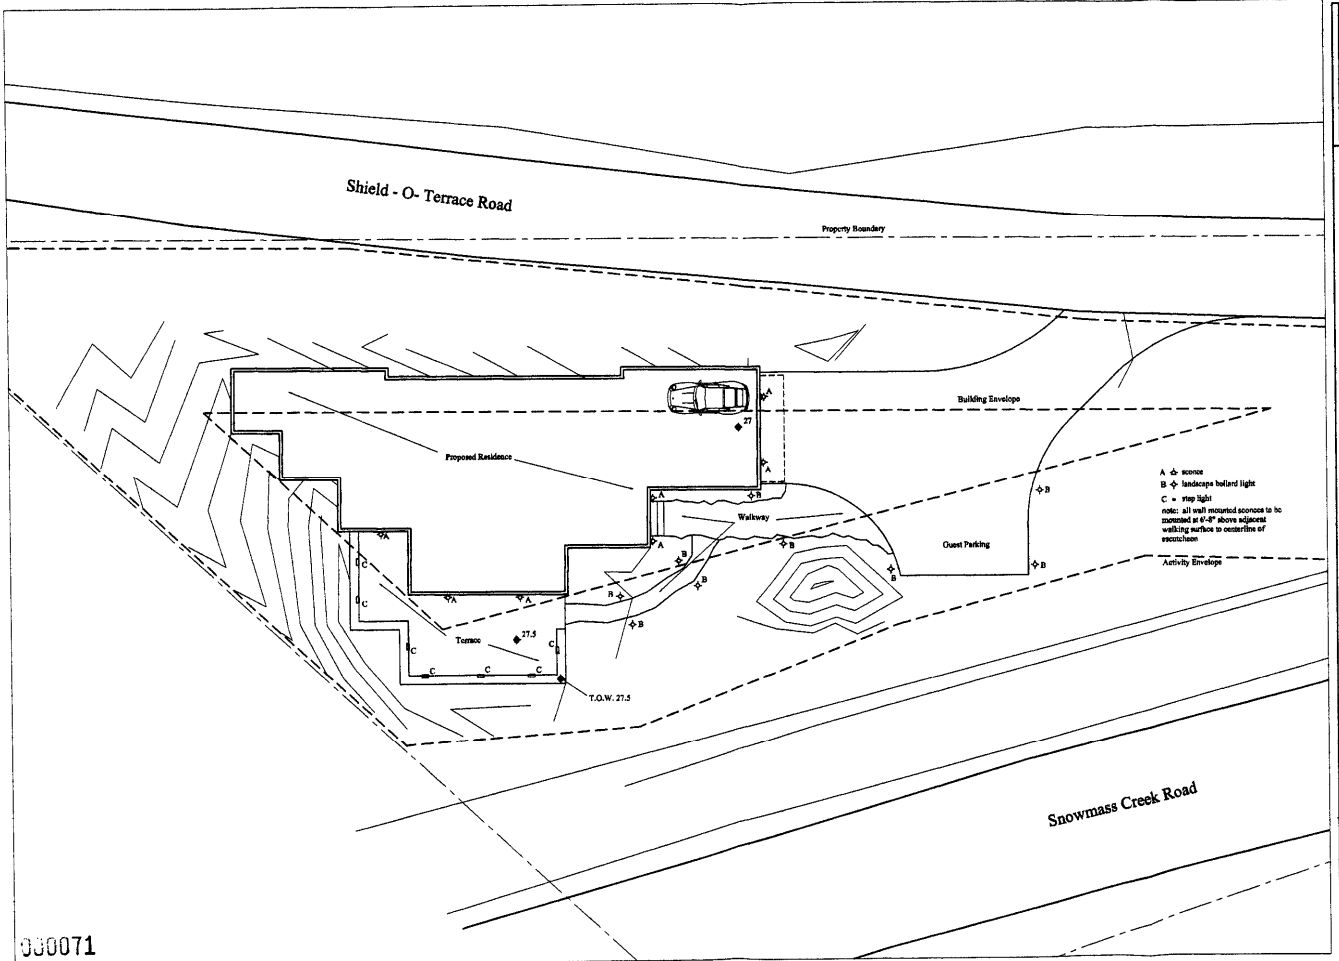 Shield - O- Terrace Road
Property Boundary
A
Building Envelope
27
Proposed Residence
A
A ⌖ sconce
B ⌖ landscape bollard light
C = step light
note: all wall mounted sconces to be
mounted at 6'-8" above adjacent
walking surface to centerline of
escutcheon
A
B
B
Walkway
A
A
B
Guest Parking
B
C
B
Activity Envelope
B
B
B
C
A
A
B
B
Terrace
27.5
C
C
C
C
C
T.O.W. 27.5
Snowmass Creek Road
000071